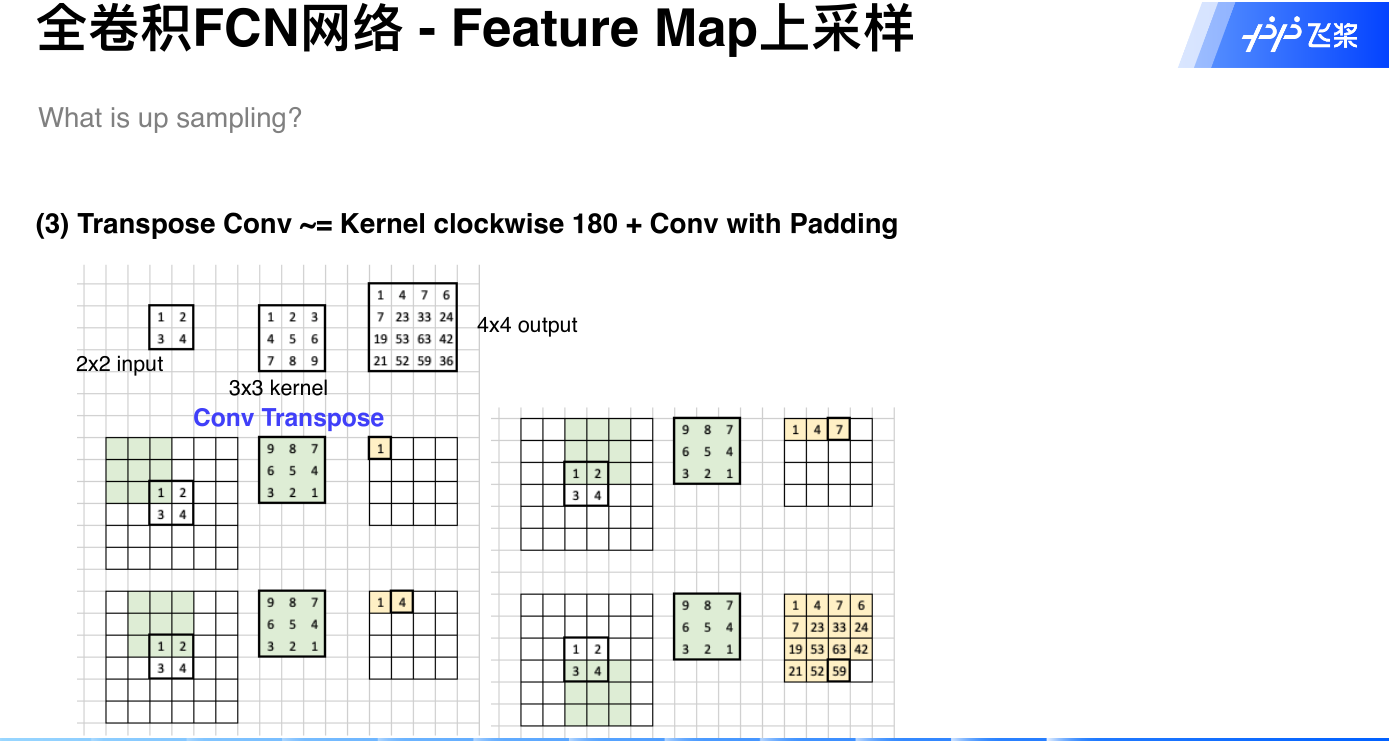 全卷积FCN网络 - Feature Map上采样
飞桨
What is up sampling?
(3) Transpose Conv ~= Kernel clockwise 180 + Conv with Padding
1 2
3 4
2x2 input
1 2 3
4 5 6
7 8 9
3x3 kernel
1 4 7 6
7 23 33 24
19 53 63 42
21 52 59 36
4x4 output
Conv Transpose
1 2
3 4
9 8 7
6 5 4
3 2 1
1
1 2
3 4
9 8 7
6 5 4
3 2 1
1 4
1 2
3 4
9 8 7
6 5 4
3 2 1
1 4 7
1 2
3 4
9 8 7
6 5 4
3 2 1
1 4 7 6
7 23 33 24
19 53 63 42
21 52 59